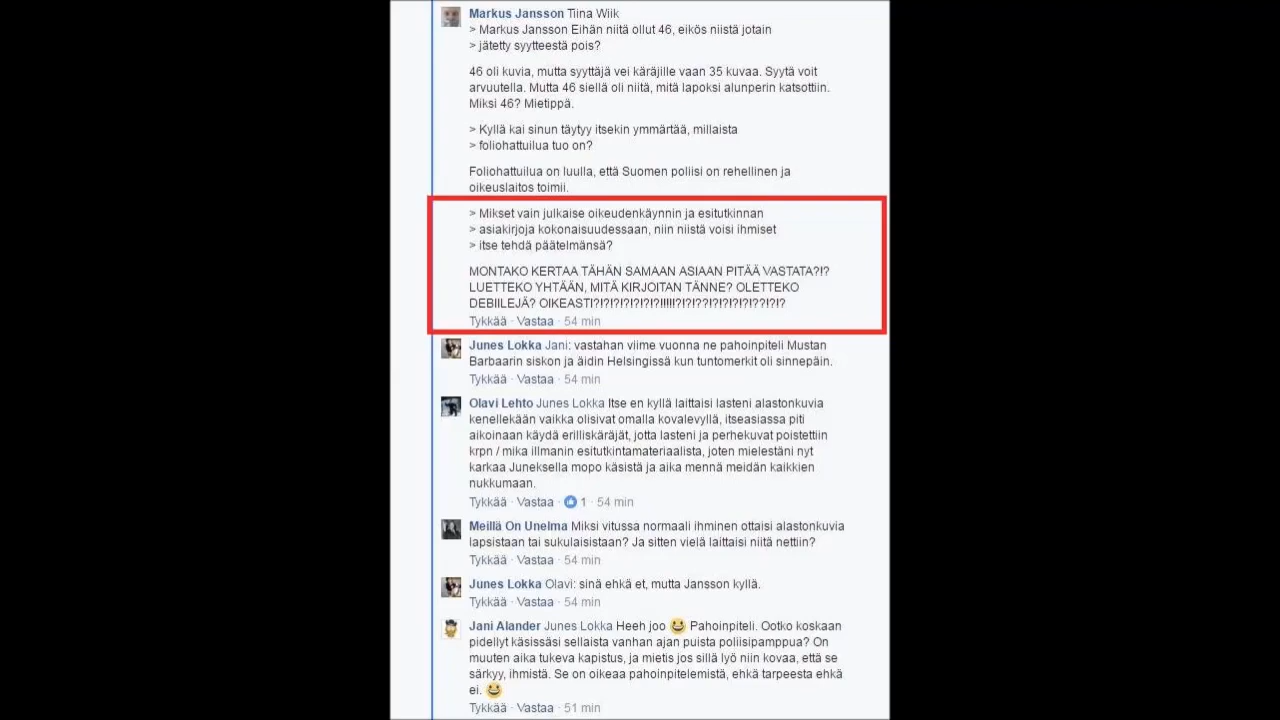 Markus Jansson Tiina Wiik
> Markus Jansson Eihän niitä ollut 46, eikös niistä jotain
> jätetty syytteestä pois?
46 oli kuvia, mutta syyttäjä vei käräjille vaan 35 kuvaa. Syytä voit
arvuutella. Mutta 46 siellä oli niitä, mitä lapoksi alunperin katsottiin.
Miksi 46? Mietippä.
> Kyllä kai sinun täytyy itsekin ymmärtää, millaista
> foliohattuilua tuo on?
Foliohattuilua on luulla, että Suomen poliisi on rehellinen ja
oikeuslaitos toimii.
> Mikset vain julkaise oikeudenkäynnin ja esitutkinnan
> asiakirjoja kokonaisuudessaan, niin niistä voisi ihmiset
> itse tehdä päätelmänsä?
MONTAKO KERTAA TÄHÄN SAMAAN ASIAAN PITÄÄ VASTATA?!?
LUETTEKO YHTÄÄN, MITÄ KIRJOITAN TÄNNE? OLETTEKO
DEBIILEJÄ? OIKEASTI?!?!?!?!?!?!?!!!!!?!?!??!?!?!?!?!??!?!?
Tykkää · Vastaa · 54 min
Junes Lokka Jani: vastahan viime vuonna ne pahoinpiteli Mustan
Barbaarin siskon ja äidin Helsingissä kun tuntomerkit oli sinnepäin.
Tykkää · Vastaa · 54 min
Olavi Lehto Junes Lokka Itse en kyllä laittaisi lasteni alastonkuvia
kenellekään vaikka olisivat omalla kovalevyllä, itseasiassa piti
aikoinaan käydä erilliskäräjät, jotta lasteni ja perhekuvat poistettiin
krpn / mika illmanin esitutkintamateriaalista, joten mielestäni nyt
karkaa Juneksella mopo käsistä ja aika mennä meidän kaikkien
nukkumaan.
Tykkää · Vastaa · 1 · 54 min
Meillä On Unelma Miksi vitussa normaali ihminen ottaisi alastonkuvia
lapsistaan tai sukulaisistaan? Ja sitten vielä laittaisi niitä nettiin?
Tykkää · Vastaa · 54 min
Junes Lokka Olavi: sinä ehkä et, mutta Jansson kyllä.
Tykkää · Vastaa · 54 min
Jani Alander Junes Lokka Heeh joo 😀 Pahoinpiteli. Ootko koskaan
pidellyt käsissäsi sellaista vanhan ajan puista poliisipamppua? On
muuten aika tukeva kapistus, ja mietis jos sillä lyö niin kovaa, että se
särkyy, ihmistä. Se on oikeaa pahoinpitelemistä, ehkä tarpeesta ehkä
ei. 😀
Tykkää · Vastaa · 51 min